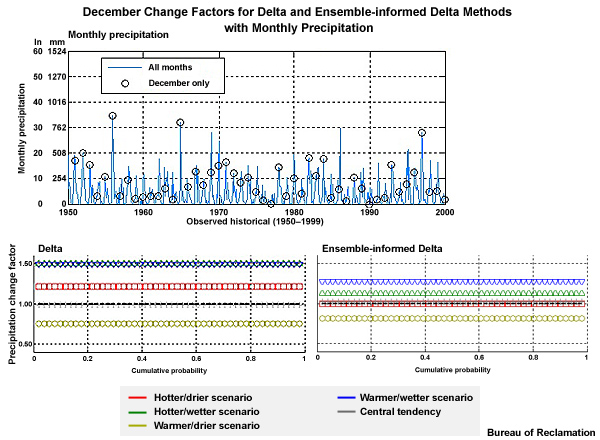 December Change Factors for Delta and Ensemble-informed Delta Methods
with Monthly Precipitation
In mm Monthly precipitation
60 1524
50 1270
40 1016
30 762
20 508
10 254
0 0
Monthly precipitation
All months
December only
1950 1960 1970 1980 1990 2000
Observed historical (1950–1999)
Delta
Precipitation change factor
1.50
1.00
0.50
0 0.2 0.4 0.6 0.8 1
Cumulative probability
Ensemble-informed Delta
0 0.2 0.4 0.6 0.8 1
Cumulative probability
Hotter/drier scenario
Hotter/wetter scenario
Warmer/drier scenario
Warmer/wetter scenario
Central tendency
Bureau of Reclamation